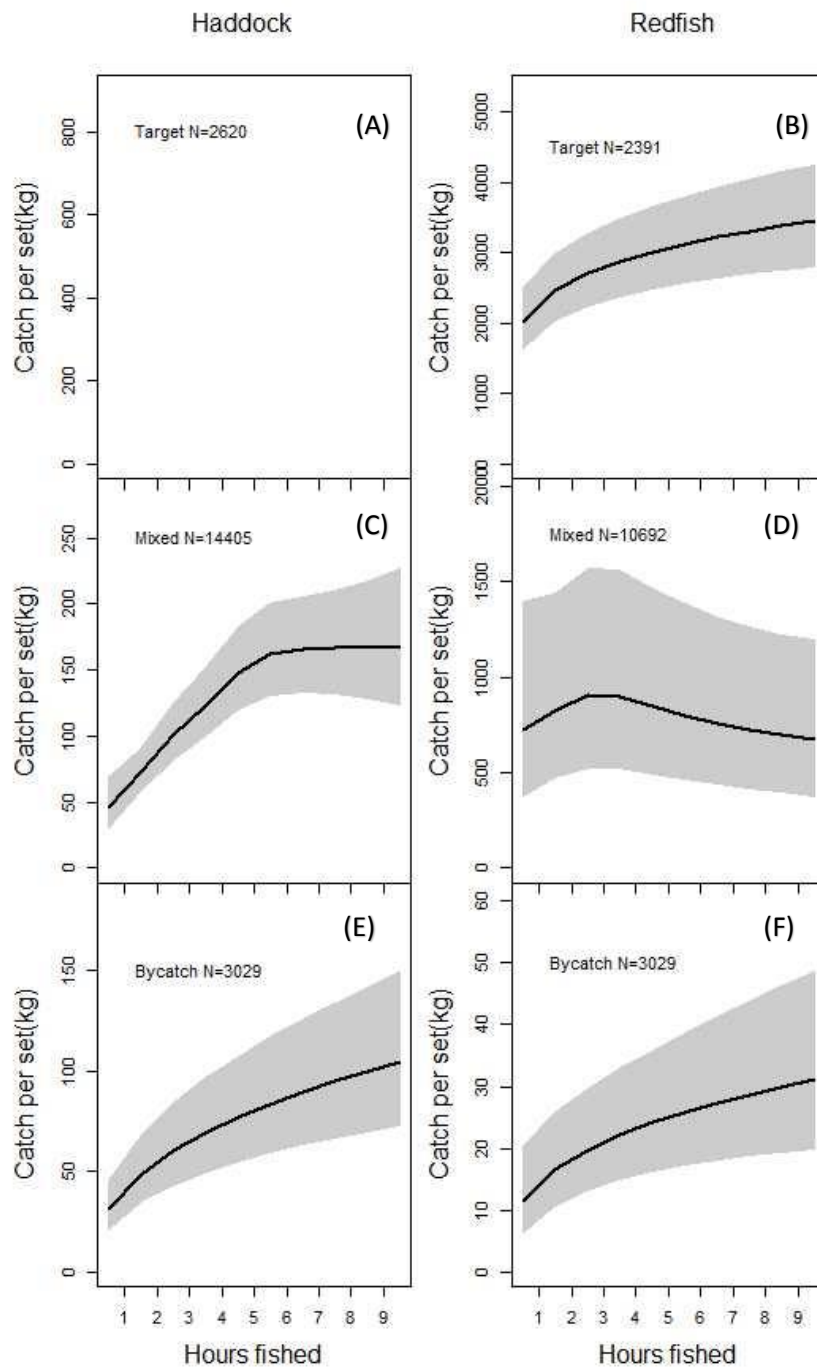 Haddock
Redfish
Catch per set(kg)
0 200 400 600 800
Target N=2620
(A)
Catch per set(kg)
0 1000 2000 3000 4000 5000
Target N=2391
(B)
Catch per set(kg)
0 50 100 150 200 250
Mixed N=14405
(C)
Catch per set(kg)
0 500 1000 1500 2000
Mixed N=10692
(D)
Catch per set(kg)
0 50 100 150
Bycatch N=3029
(E)
1 2 3 4 5 6 7 8 9
Hours fished
Catch per set(kg)
0 10 20 30 40 50 60
Bycatch N=3029
(F)
1 2 3 4 5 6 7 8 9
Hours fished